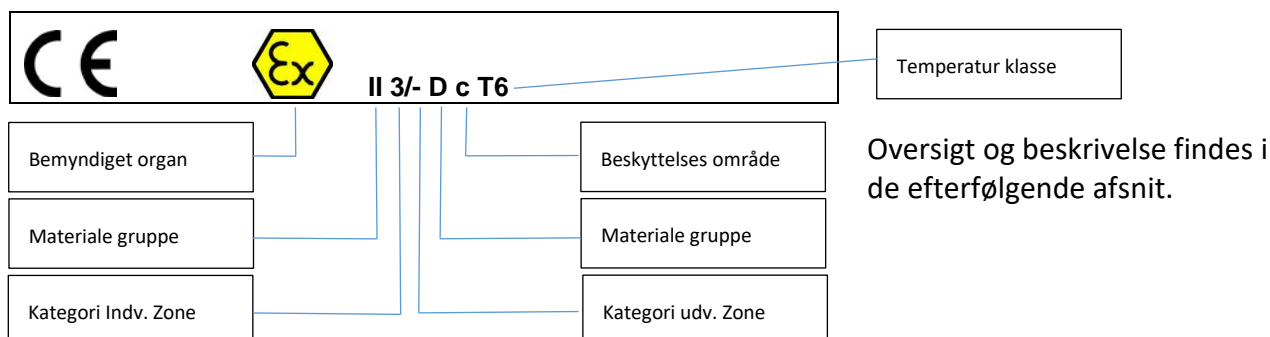 CE Ex II 3/- D c T6
Temperatur klasse
Bemyndiget organ
Beskyttelses område
Oversigt og beskrivelse findes i
de efterfølgende afsnit.
Materiale gruppe
Materiale gruppe
Kategori Indv. Zone
Kategori udv. Zone